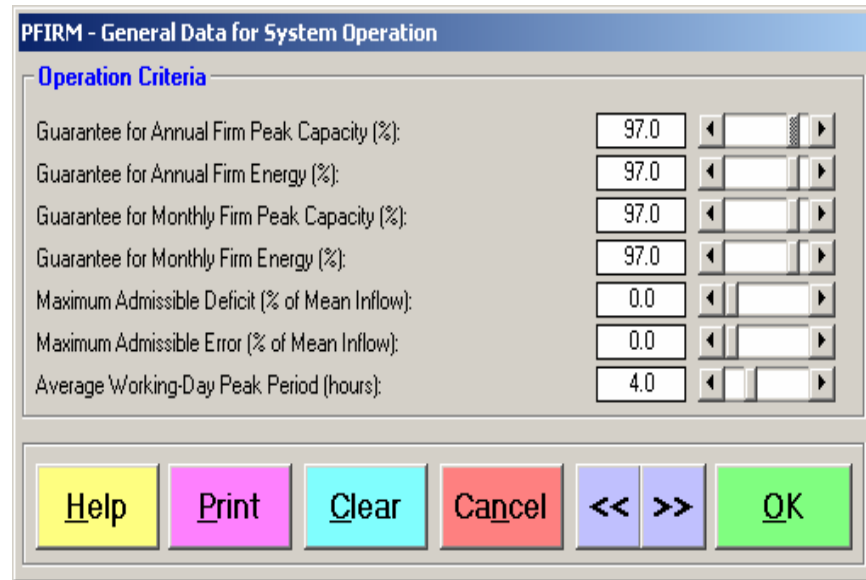 PFIRM - General Data for System Operation
Operation Criteria
Guarantee for Annual Firm Peak Capacity (%): 97.0
Guarantee for Annual Firm Energy (%): 97.0
Guarantee for Monthly Firm Peak Capacity (%): 97.0
Guarantee for Monthly Firm Energy (%): 97.0
Maximum Admissible Deficit (% of Mean Inflow): 0.0
Maximum Admissible Error (% of Mean Inflow): 0.0
Average Working-Day Peak Period (hours): 4.0
Help Print Clear Cancel << >> OK